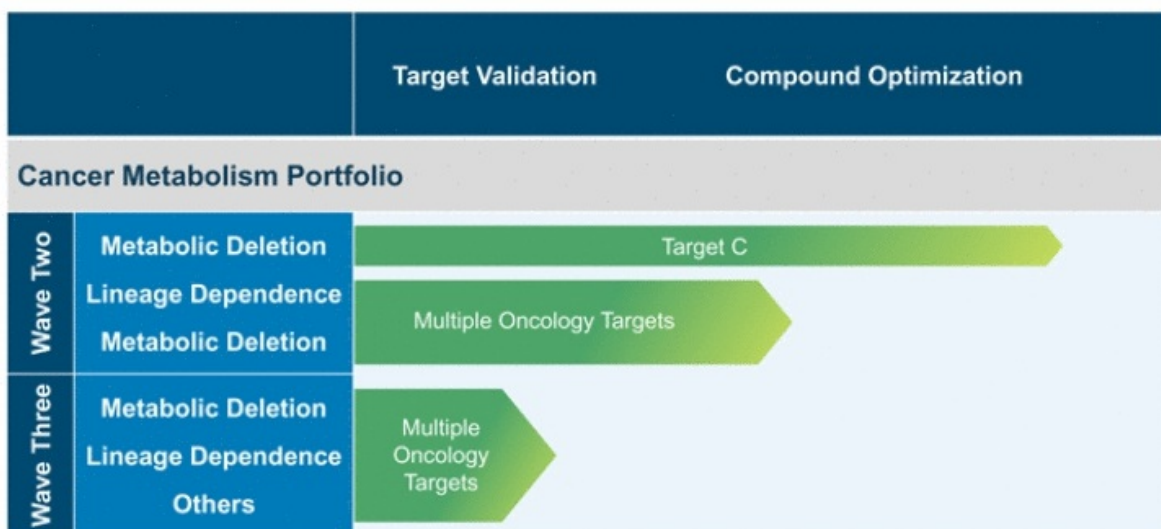 Target Validation
Compound Optimization
Cancer Metabolism Portfolio
Wave Two
Metabolic Deletion
Target C
Lineage Dependence
Multiple Oncology Targets
Metabolic Deletion
Wave Three
Metabolic Deletion
Lineage Dependence
Others
Multiple
Oncology
Targets